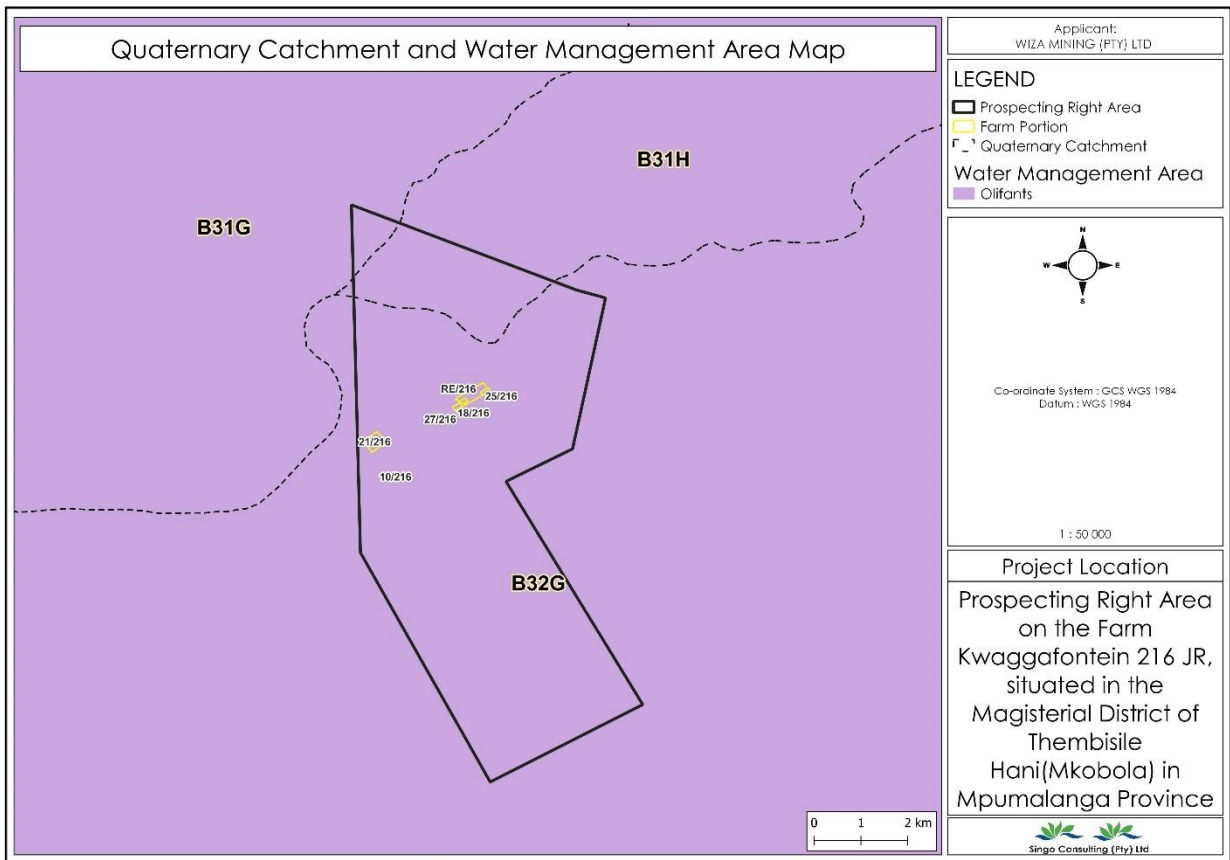 Quaternary Catchment and Water Management Area Map
B31H
B31G
RE/216
25/216
18/216
27/216
21/216
10/216
B32G
0 1 2 km
Applicant:
WIZA MINING (PTY) LTD
LEGEND
Prospecting Right Area
Farm Portion
Quaternary Catchment
Water Management Area
Olifants
N
W E
S
Co-ordinate System : GCS WGS 1984
Datum : WGS 1984
1 : 50 000
Project Location
Prospecting Right Area
on the Farm
Kwaggafontein 216 JR,
situated in the
Magisterial District of
Thembisile
Hani(Mkobola) in
Mpumalanga Province
Singo Consulting (Pty) Ltd